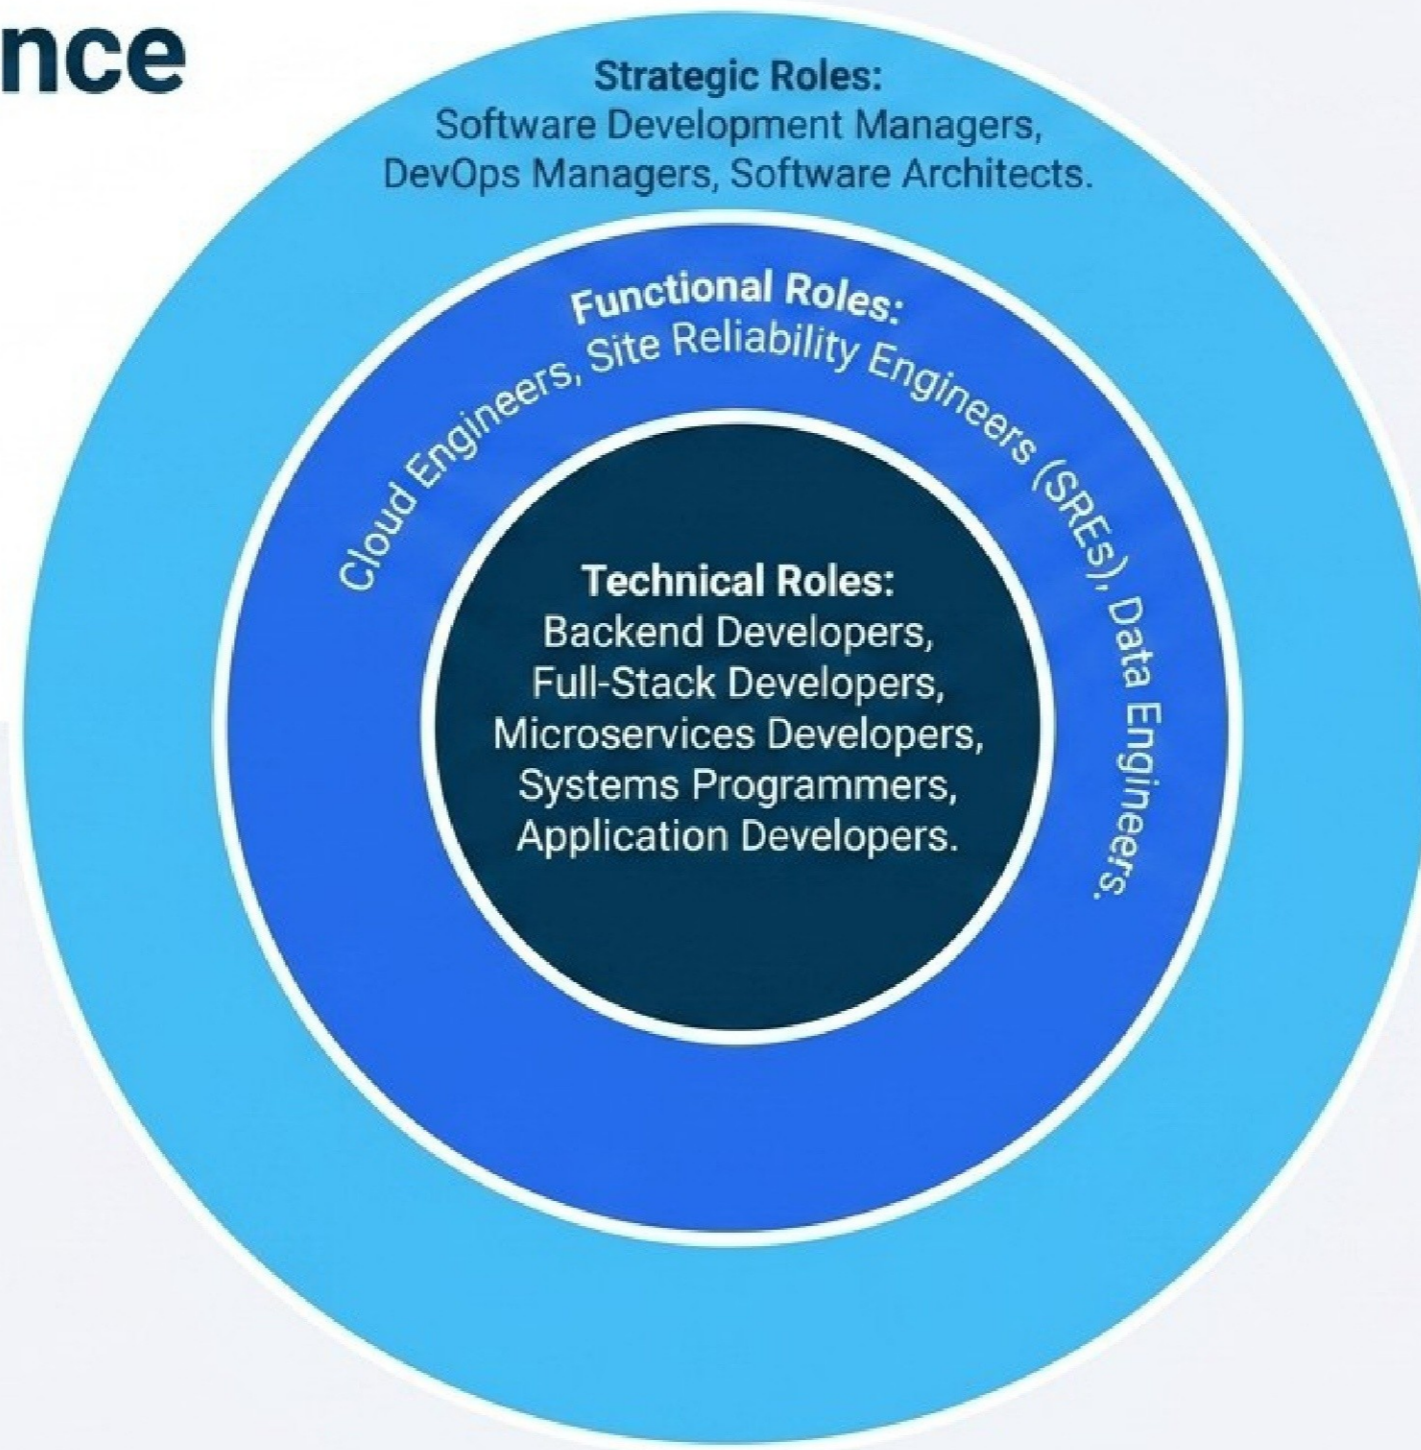 nce
Strategic Roles:
Software Development Managers,
DevOps Managers, Software Architects.
Functional Roles:
Cloud Engineers, Site Reliability Engineers (SREs), Data Engineers.
Technical Roles:
Backend Developers,
Full-Stack Developers,
Microservices Developers,
Systems Programmers,
Application Developers.